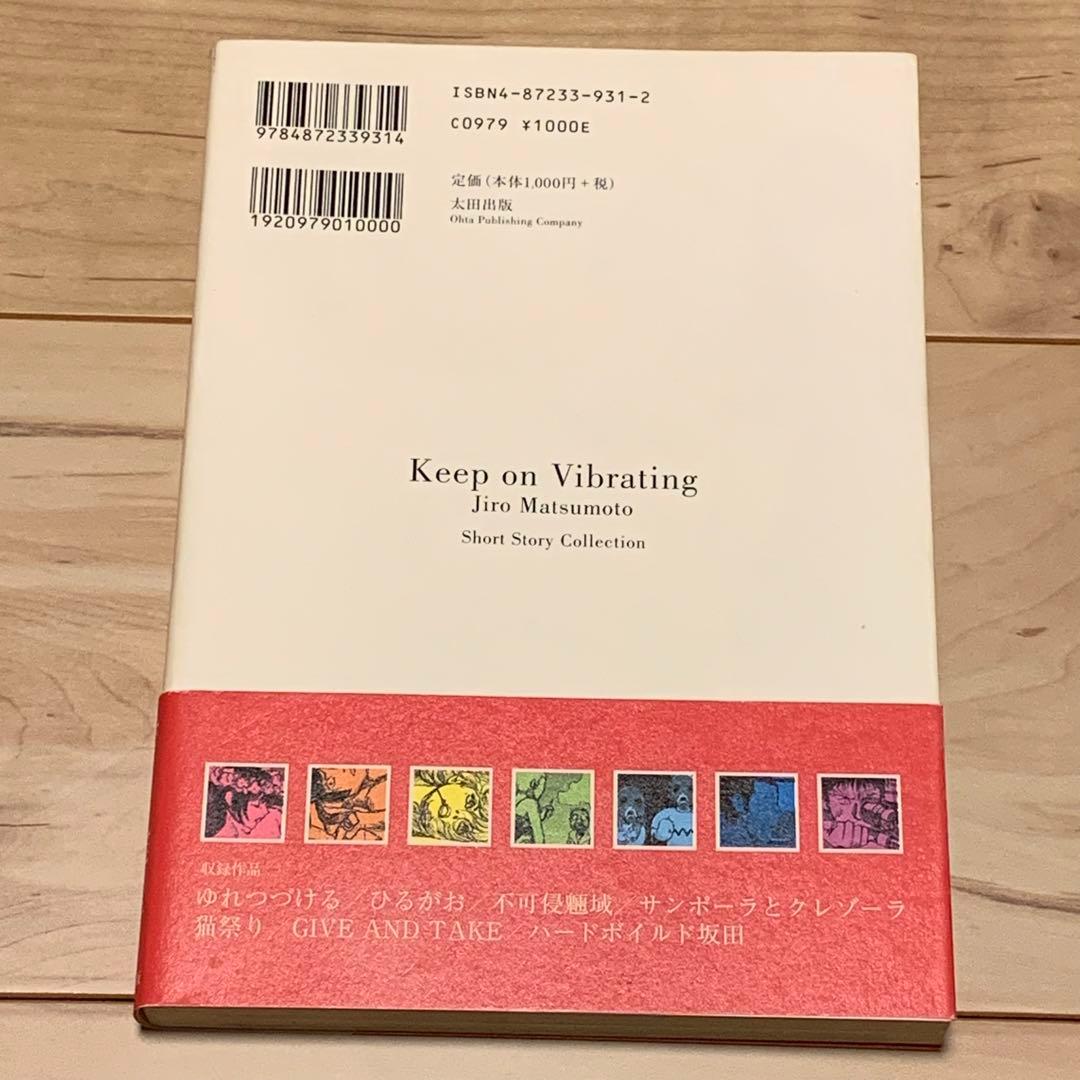 ISBN4-87233-931-2
C0979 ¥1000E
9784872339314
定価(本体1,000円+税)
太田出版
Ohta Publishing Company
1920979010000
Keep on Vibrating
Jiro Matsumoto
Short Story Collection
収録作品
ゆれつづける/ひるがお/不可侵魎域/サンポーラとクレゾーラ
猫祭り GIVE AND TAKE ハードボイルド坂田